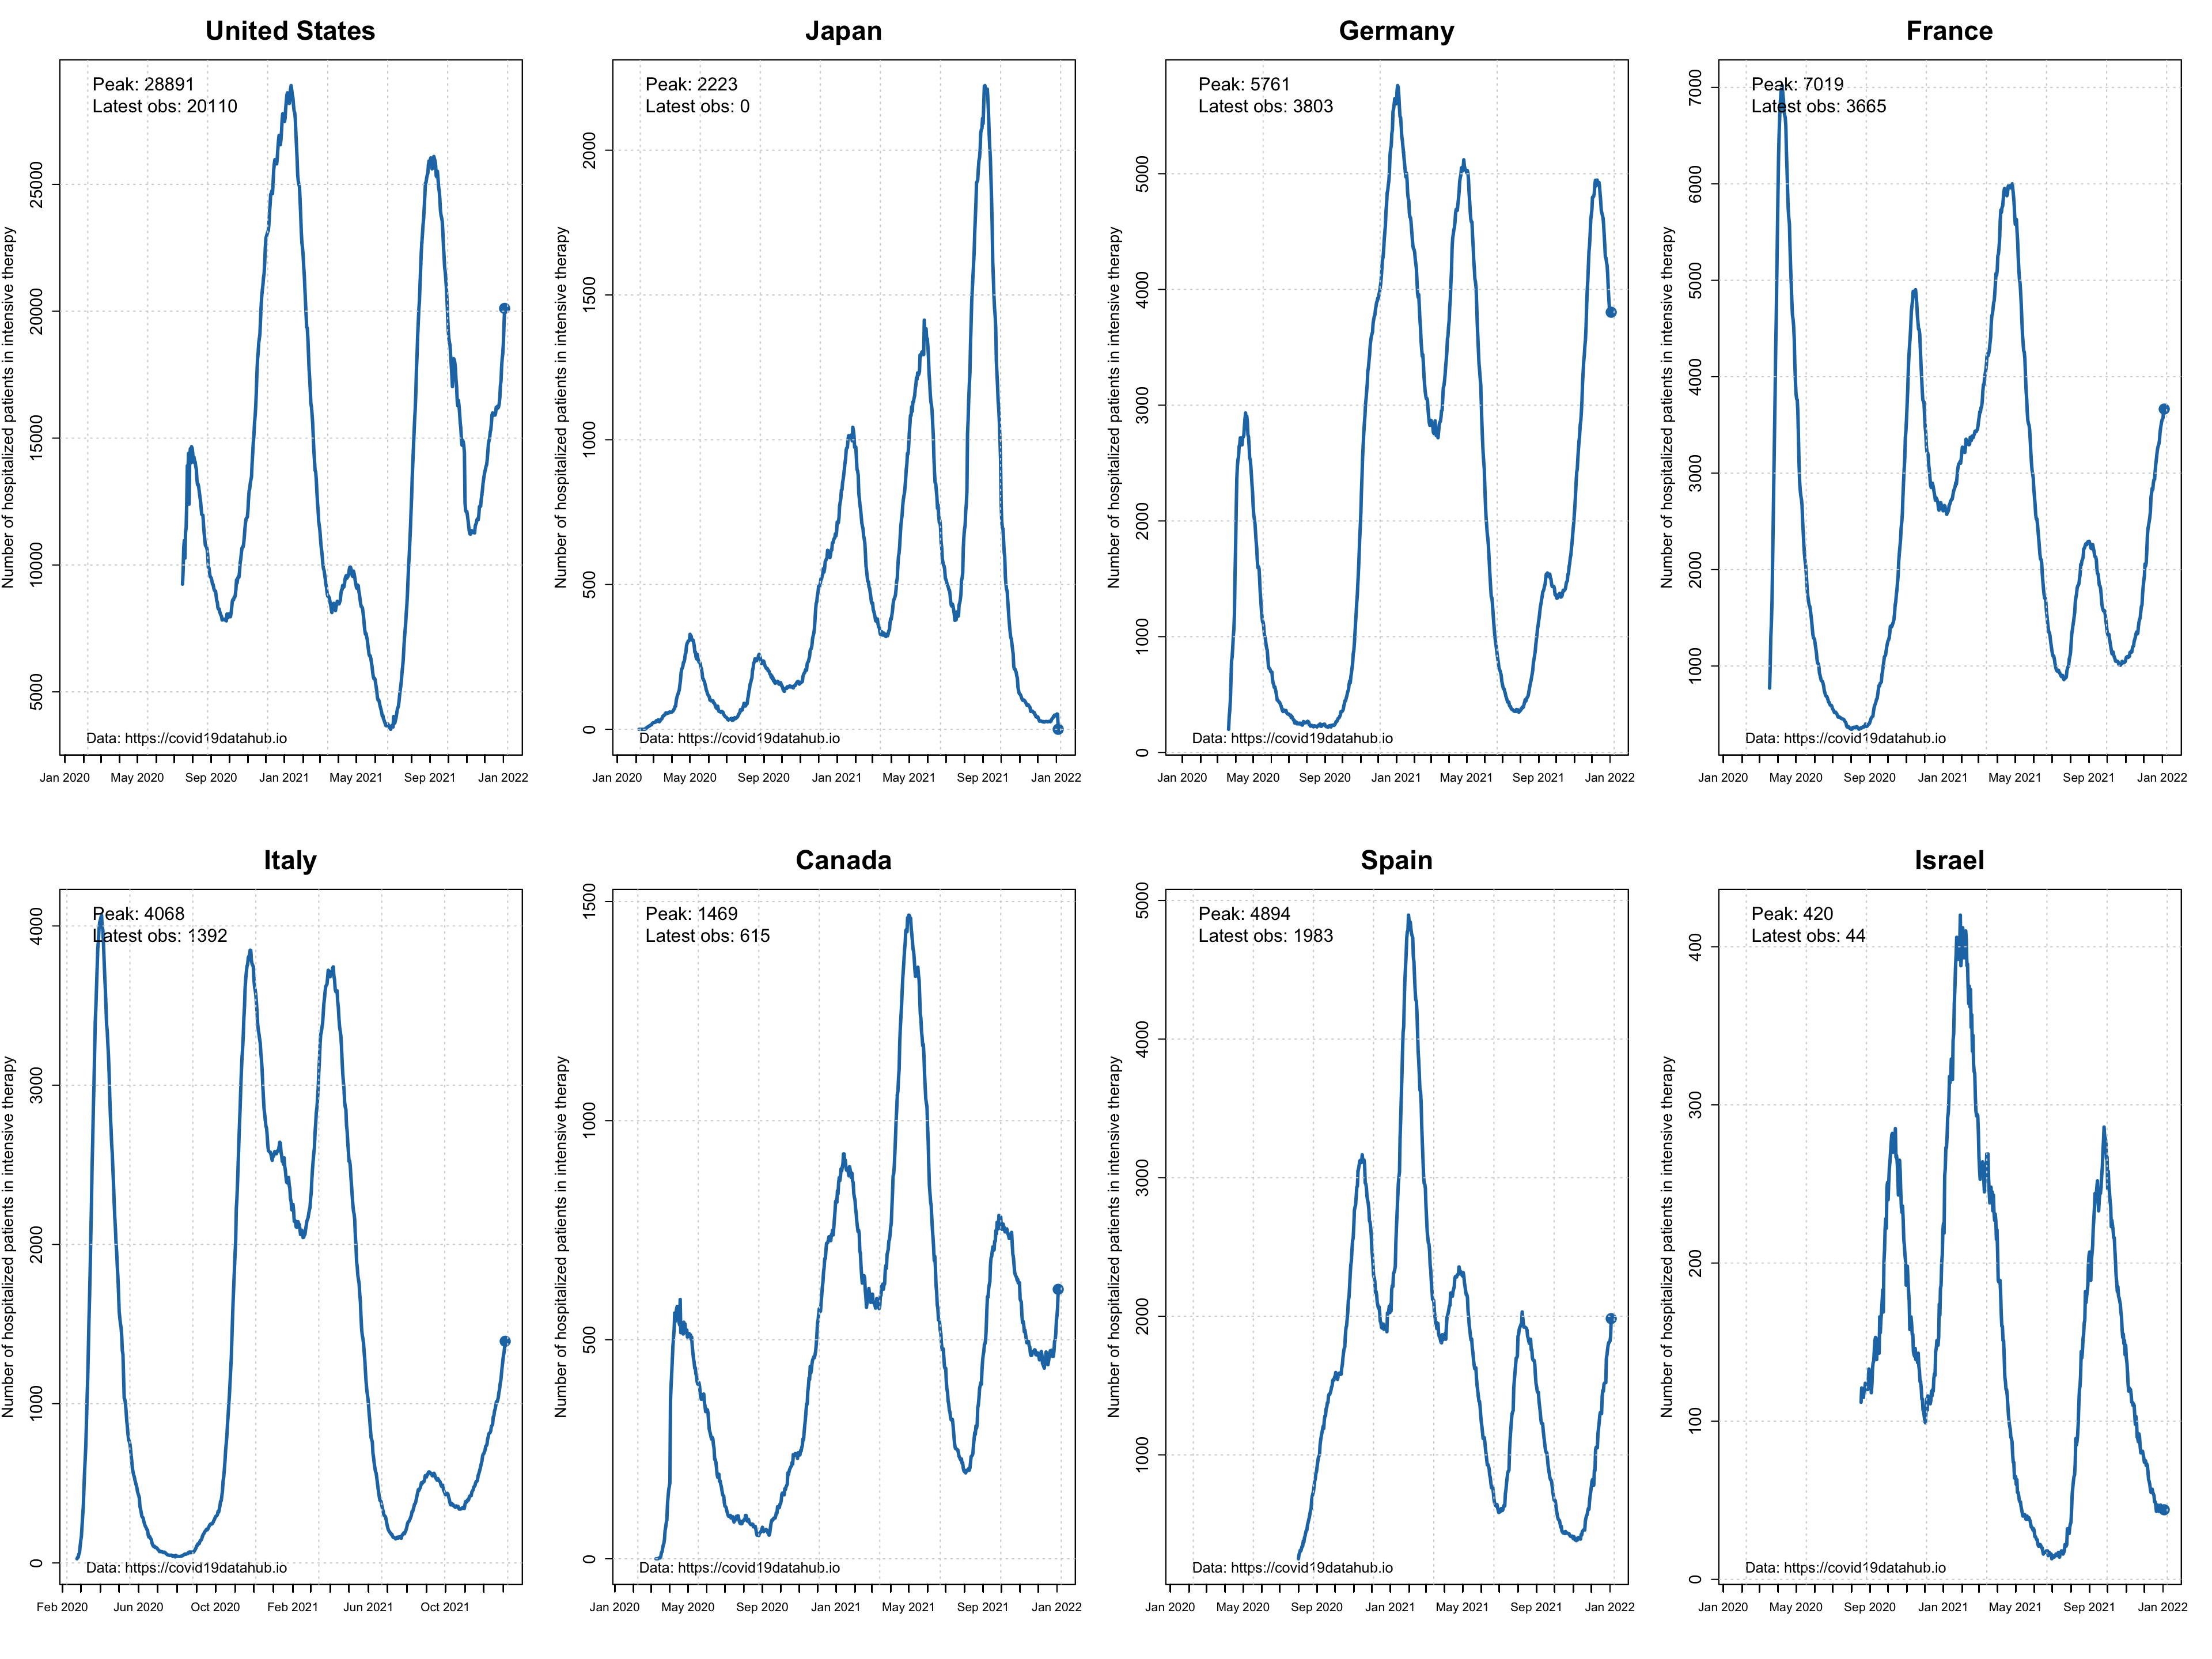 United States
Peak: 28891
Latest obs: 20110
Number of hospitalized patients in intensive therapy
25000
20000
15000
10000
5000
Data: https://covid19datahub.io
Jan 2020 May 2020 Sep 2020 Jan 2021 May 2021 Sep 2021 Jan 2022
Japan
Peak: 2223
Latest obs: 0
Number of hospitalized patients in intensive therapy
2000
1500
1000
500
0
Data: https://covid19datahub.io
Jan 2020 May 2020 Sep 2020 Jan 2021 May 2021 Sep 2021 Jan 2022
Germany
Peak: 5761
Latest obs: 3803
Number of hospitalized patients in intensive therapy
5000
4000
3000
2000
1000
0
Data: https://covid19datahub.io
Jan 2020 May 2020 Sep 2020 Jan 2021 May 2021 Sep 2021 Jan 2022
France
Peak: 7019
Latest obs: 3665
Number of hospitalized patients in intensive therapy
7000
6000
5000
4000
3000
2000
1000
Data: https://covid19datahub.io
Jan 2020 May 2020 Sep 2020 Jan 2021 May 2021 Sep 2021 Jan 2022
Italy
Peak: 4068
Latest obs: 1392
Number of hospitalized patients in intensive therapy
4000
3000
2000
1000
0
Data: https://covid19datahub.io
Feb 2020 Jun 2020 Oct 2020 Feb 2021 Jun 2021 Oct 2021
Canada
Peak: 1469
Latest obs: 615
Number of hospitalized patients in intensive therapy
1500
1000
500
0
Data: https://covid19datahub.io
Jan 2020 May 2020 Sep 2020 Jan 2021 May 2021 Sep 2021 Jan 2022
Spain
Peak: 4894
Latest obs: 1983
Number of hospitalized patients in intensive therapy
5000
4000
3000
2000
1000
Data: https://covid19datahub.io
Jan 2020 May 2020 Sep 2020 Jan 2021 May 2021 Sep 2021 Jan 2022
Israel
Peak: 420
Latest obs: 44
Number of hospitalized patients in intensive therapy
400
300
200
100
0
Data: https://covid19datahub.io
Jan 2020 May 2020 Sep 2020 Jan 2021 May 2021 Sep 2021 Jan 2022